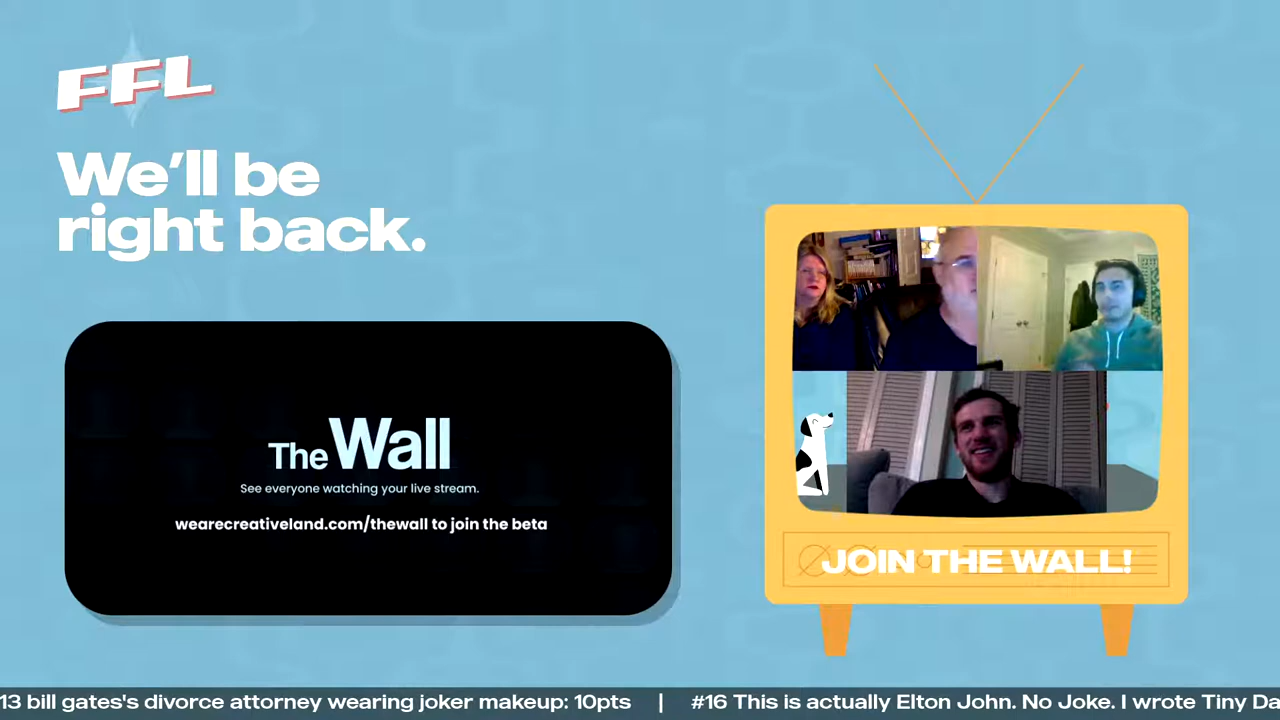 FFL
We'll be
right back.
The Wall
See everyone watching your live stream.
wearecreativeland.com/thewall to join the beta
JOIN THE WALL!
13 bill gates's divorce attorney wearing joker makeup: 10pts | #16 This is actually Elton John. No Joke. I wrote Tiny Da